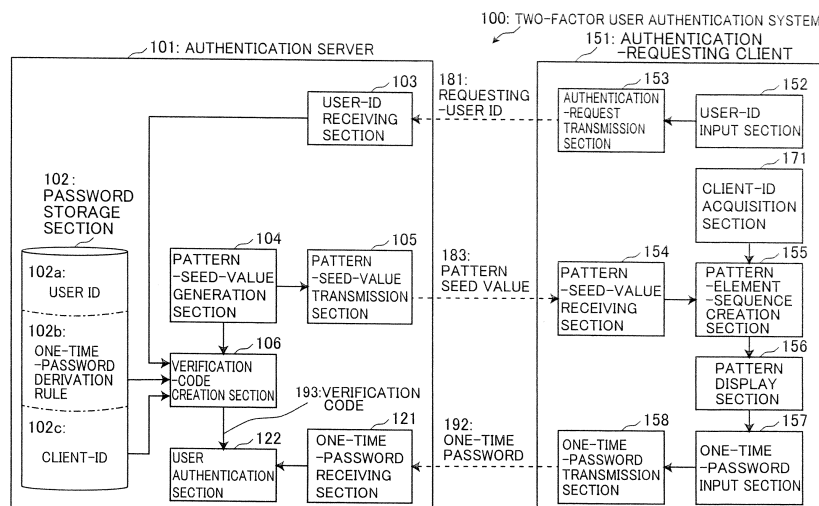 100: TWO-FACTOR USER AUTHENTICATION SYSTEM
101: AUTHENTICATION SERVER
151: AUTHENTICATION
-REQUESTING CLIENT
103
USER-ID
RECEIVING
SECTION
181:
REQUESTING
-USER ID
153
AUTHENTICATION
-REQUEST
TRANSMISSION
SECTION
152
USER-ID
INPUT SECTION
171
CLIENT-ID
ACQUISITION
SECTION
102:
PASSWORD
STORAGE
SECTION
102a:
USER ID
102b:
ONE-TIME
-PASSWORD
DERIVATION
RULE
102c:
CLIENT-ID
104
PATTERN
-SEED-VALUE
GENERATION
SECTION
105
PATTERN
-SEED-VALUE
TRANSMISSION
SECTION
183: PATTERN
SEED VALUE
154
PATTERN
-SEED-VALUE
RECEIVING
SECTION
155
PATTERN
-ELEMENT
-SEQUENCE
CREATION
SECTION
106
VERIFICATION
-CODE
CREATION SECTION
156
PATTERN
DISPLAY
SECTION
193:VERIFICATION
CODE
122
USER
AUTHENTICATION
SECTION
121
ONE-TIME
-PASSWORD
RECEIVING
SECTION
192: ONE-TIME
PASSWORD
158
ONE-TIME
-PASSWORD
TRANSMISSION
SECTION
157
ONE-TIME
-PASSWORD
INPUT SECTION